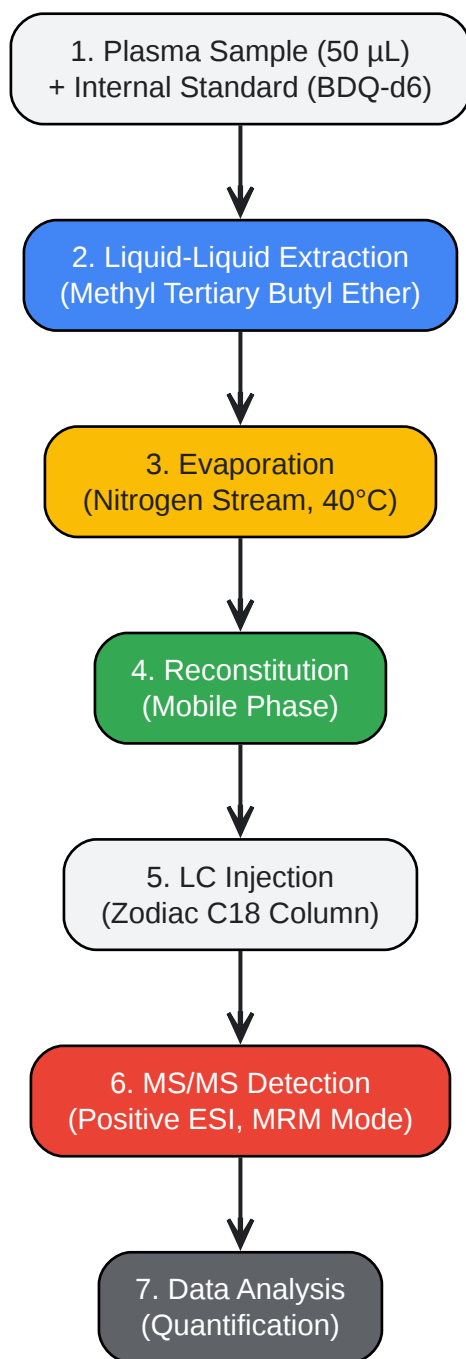 1. Plasma Sample (50 µL)
+ Internal Standard (BDQ-d6)
2. Liquid-Liquid Extraction
(Methyl Tertiary Butyl Ether)
3. Evaporation
(Nitrogen Stream, 40°C)
4. Reconstitution
(Mobile Phase)
5. LC Injection
(Zodiac C18 Column)
6. MS/MS Detection
(Positive ESI, MRM Mode)
7. Data Analysis
(Quantification)